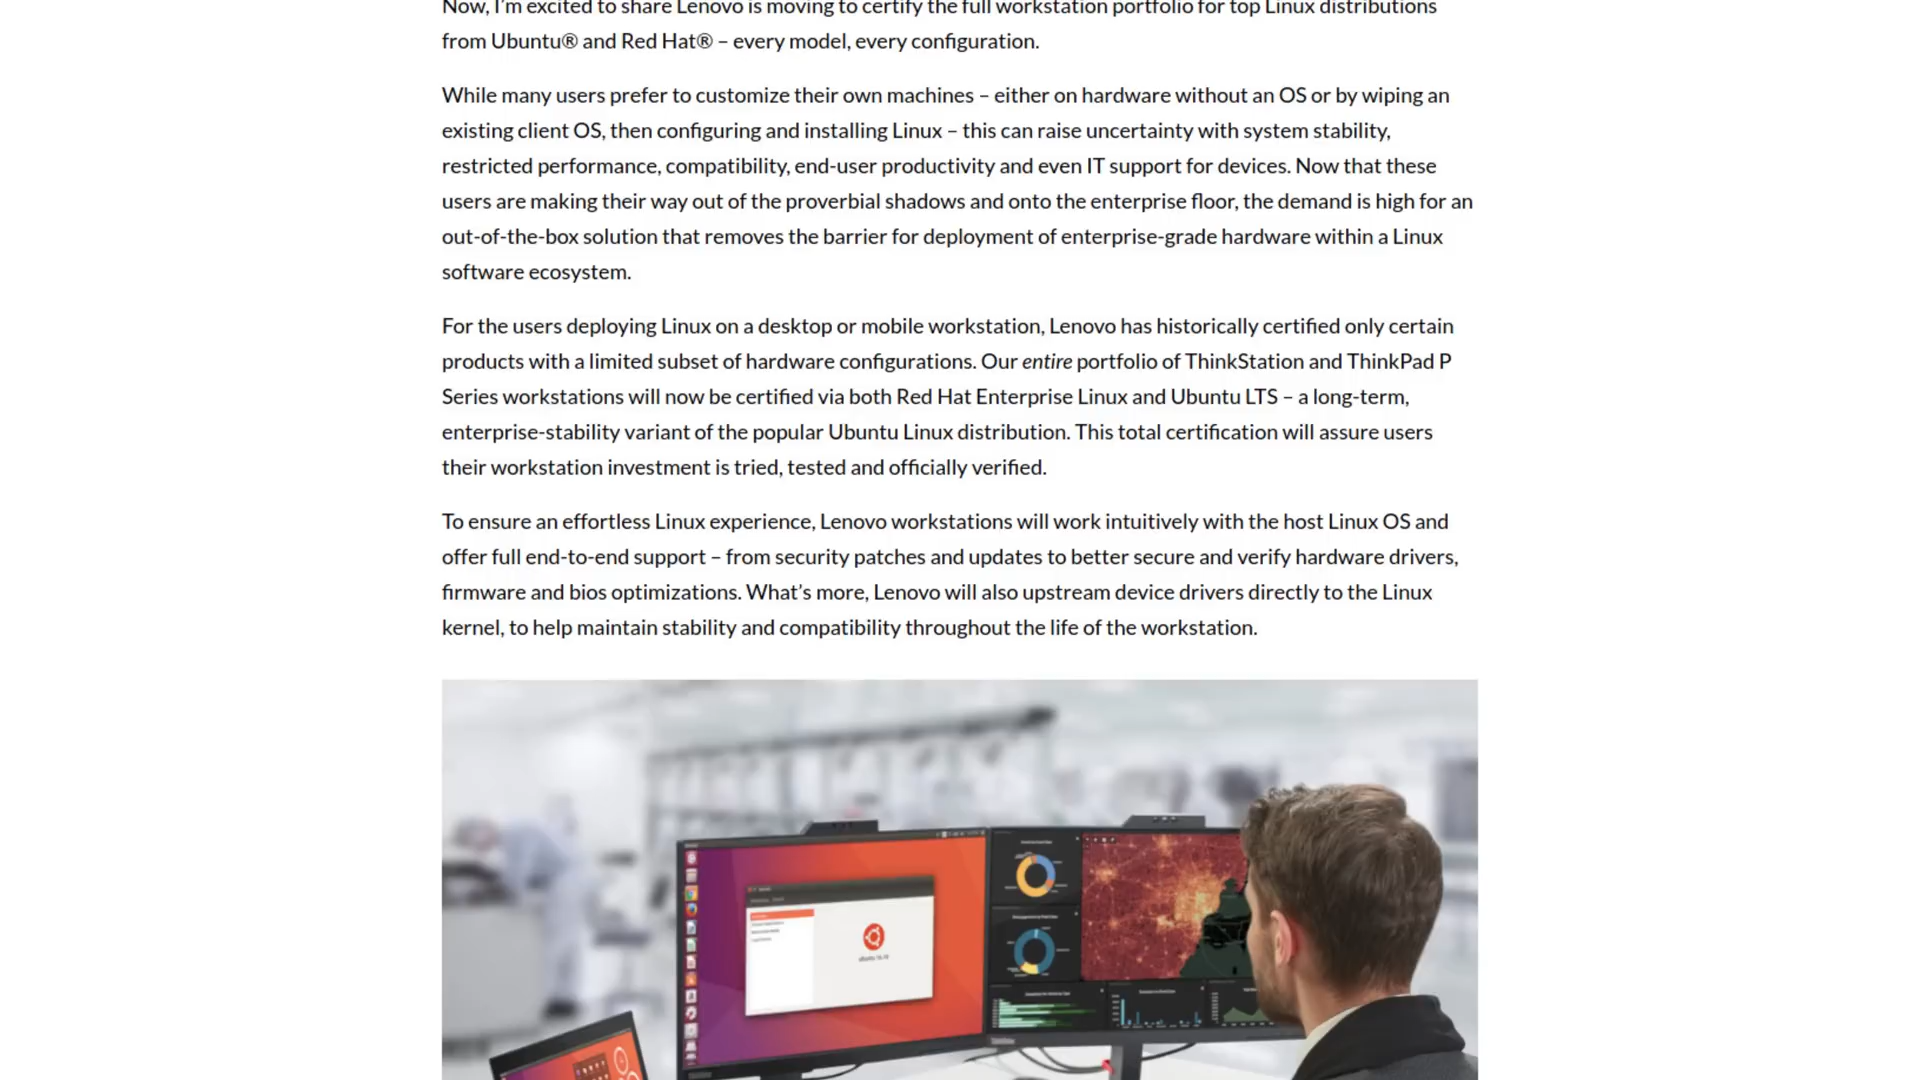 Now, I'm excited to share Lenovo is moving to certify the full workstation portfolio for top Linux distributions
from Ubuntu® and Red Hat® – every model, every configuration.
While many users prefer to customize their own machines – either on hardware without an OS or by wiping an
existing client OS, then configuring and installing Linux – this can raise uncertainty with system stability,
restricted performance, compatibility, end-user productivity and even IT support for devices. Now that these
users are making their way out of the proverbial shadows and onto the enterprise floor, the demand is high for an
out-of-the-box solution that removes the barrier for deployment of enterprise-grade hardware within a Linux
software ecosystem.
For the users deploying Linux on a desktop or mobile workstation, Lenovo has historically certified only certain
products with a limited subset of hardware configurations. Our entire portfolio of ThinkStation and ThinkPad P
Series workstations will now be certified via both Red Hat Enterprise Linux and Ubuntu LTS – a long-term,
enterprise-stability variant of the popular Ubuntu Linux distribution. This total certification will assure users
their workstation investment is tried, tested and officially verified.
To ensure an effortless Linux experience, Lenovo workstations will work intuitively with the host Linux OS and
offer full end-to-end support – from security patches and updates to better secure and verify hardware drivers,
firmware and bios optimizations. What's more, Lenovo will also upstream device drivers directly to the Linux
kernel, to help maintain stability and compatibility throughout the life of the workstation.